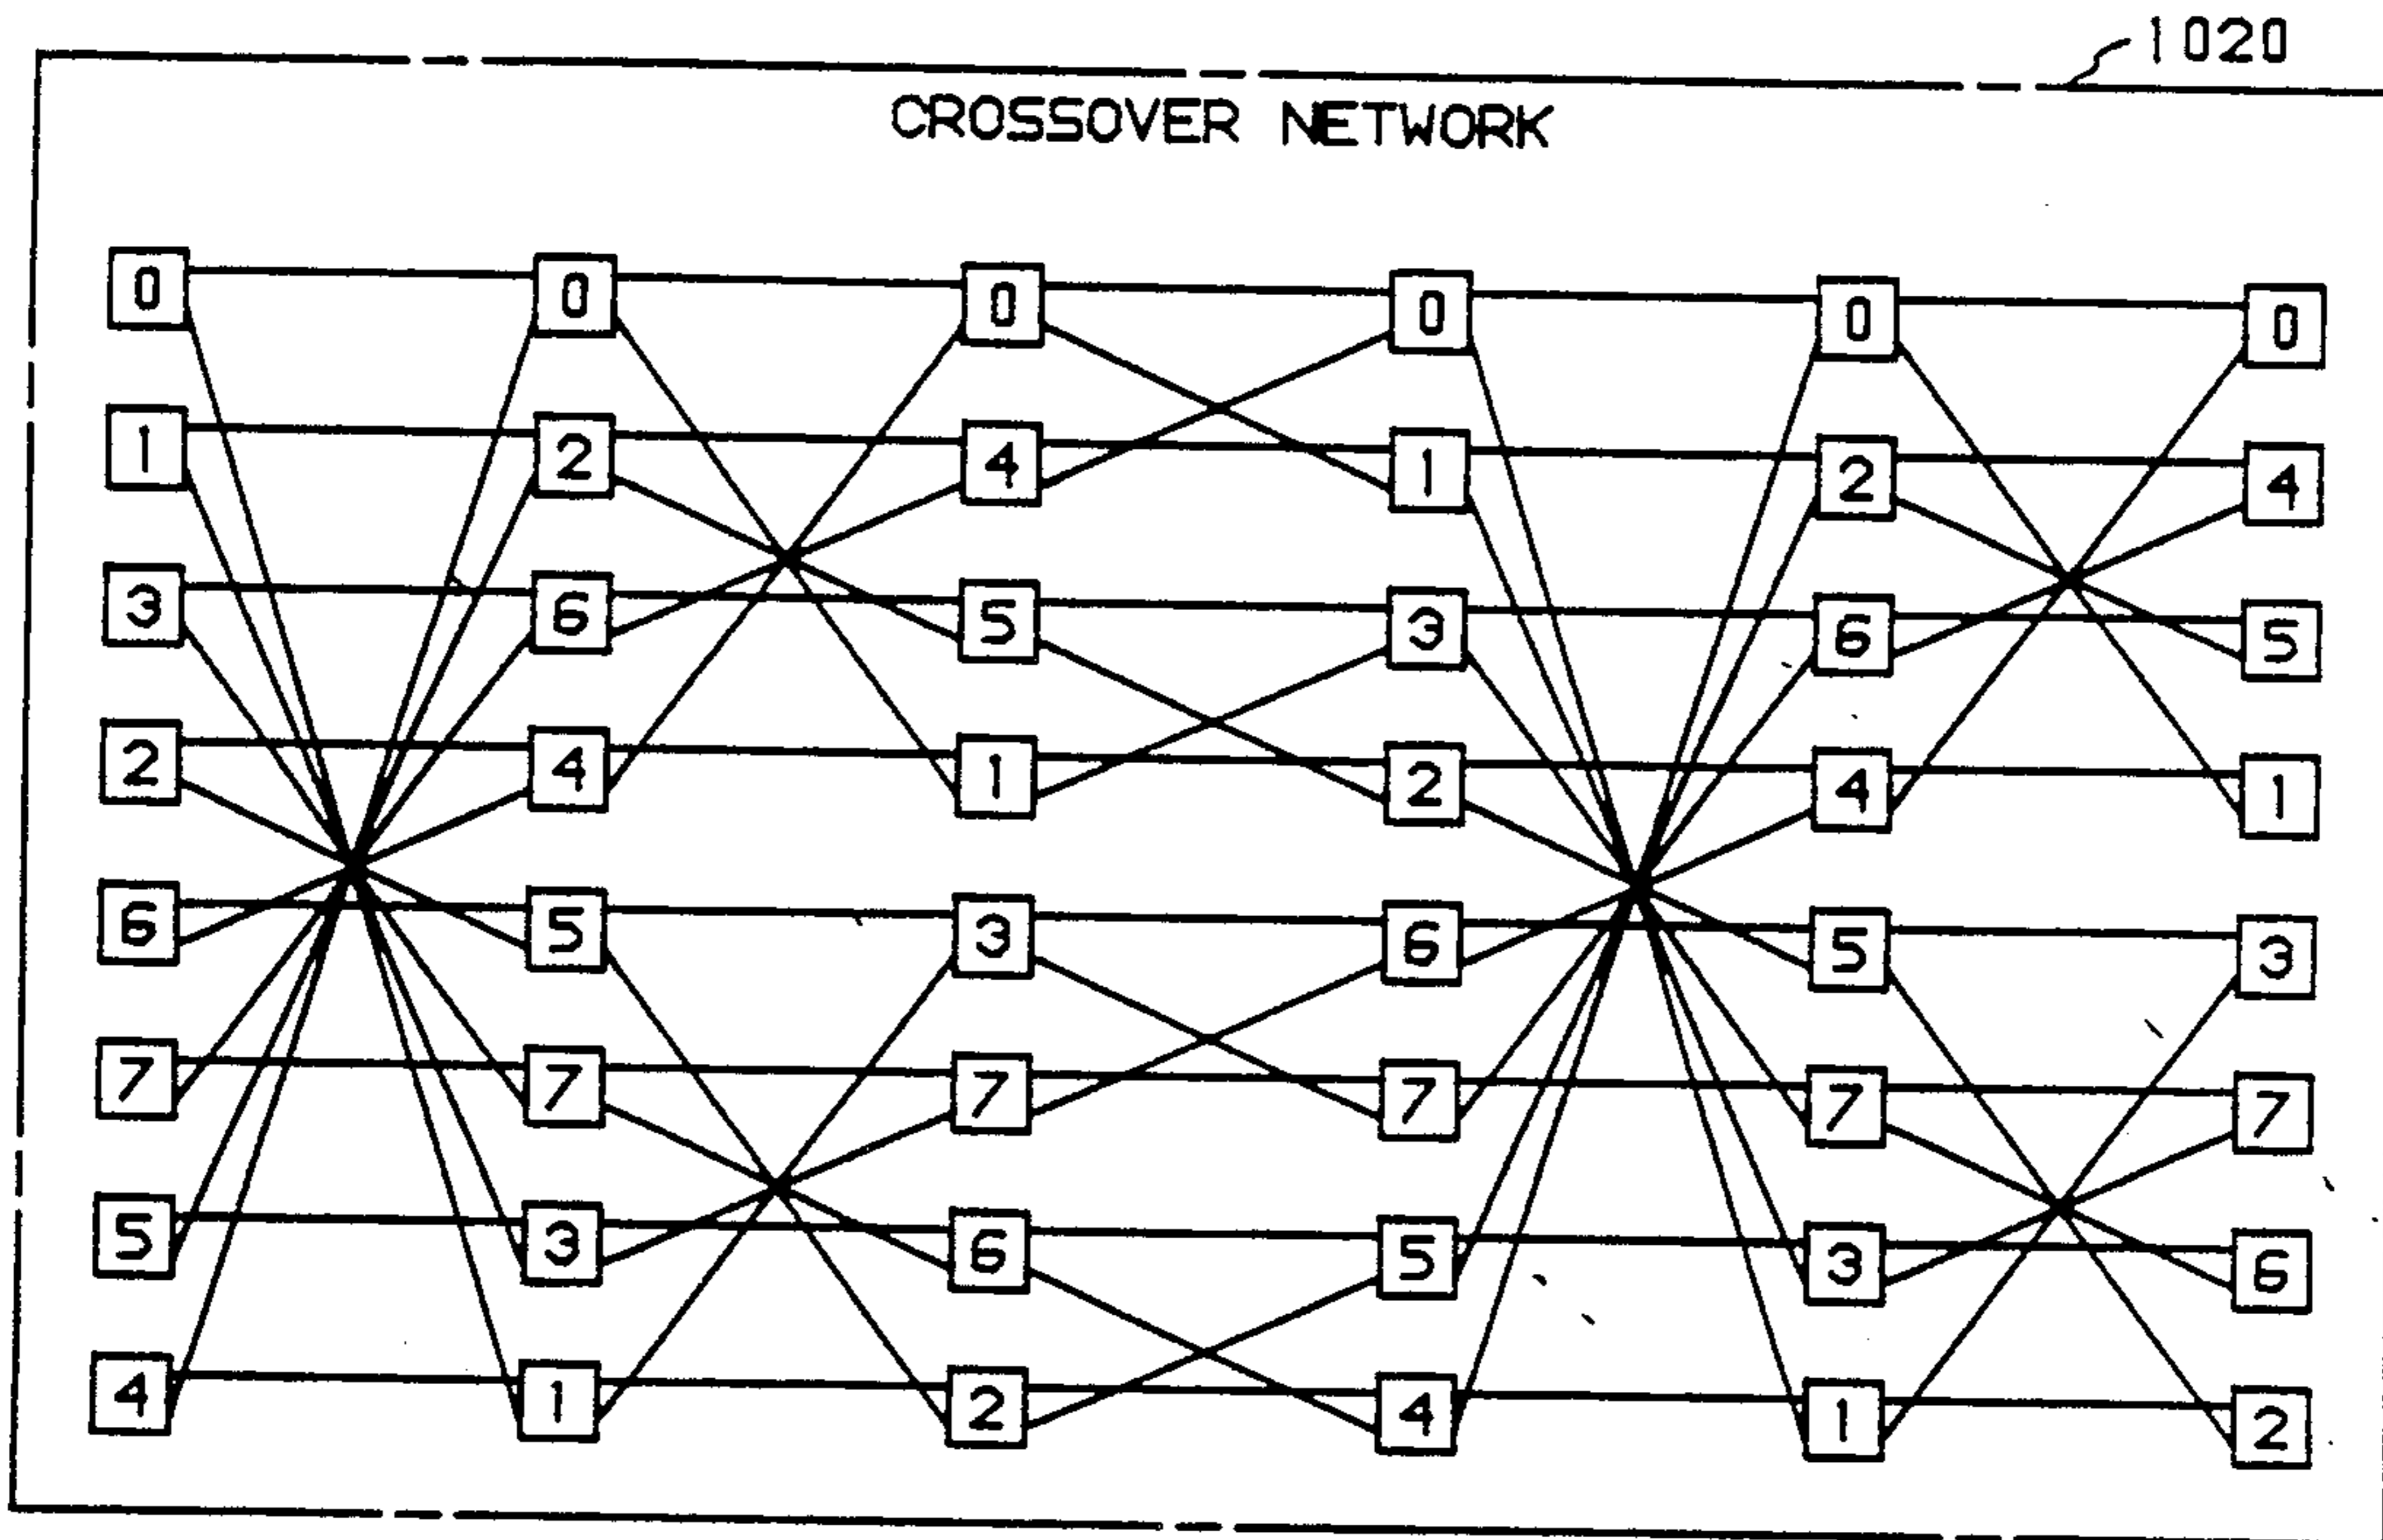 1020
CROSSOVER NETWORK
0 0 0 0 0 0
1 2 4 1 2 4
3 6 5 3 6 5
2 4 1 2 4 1
6 5 3 6 5 3
7 7 7 7 7 7
5 3 6 5 3 6
4 1 2 4 1 2